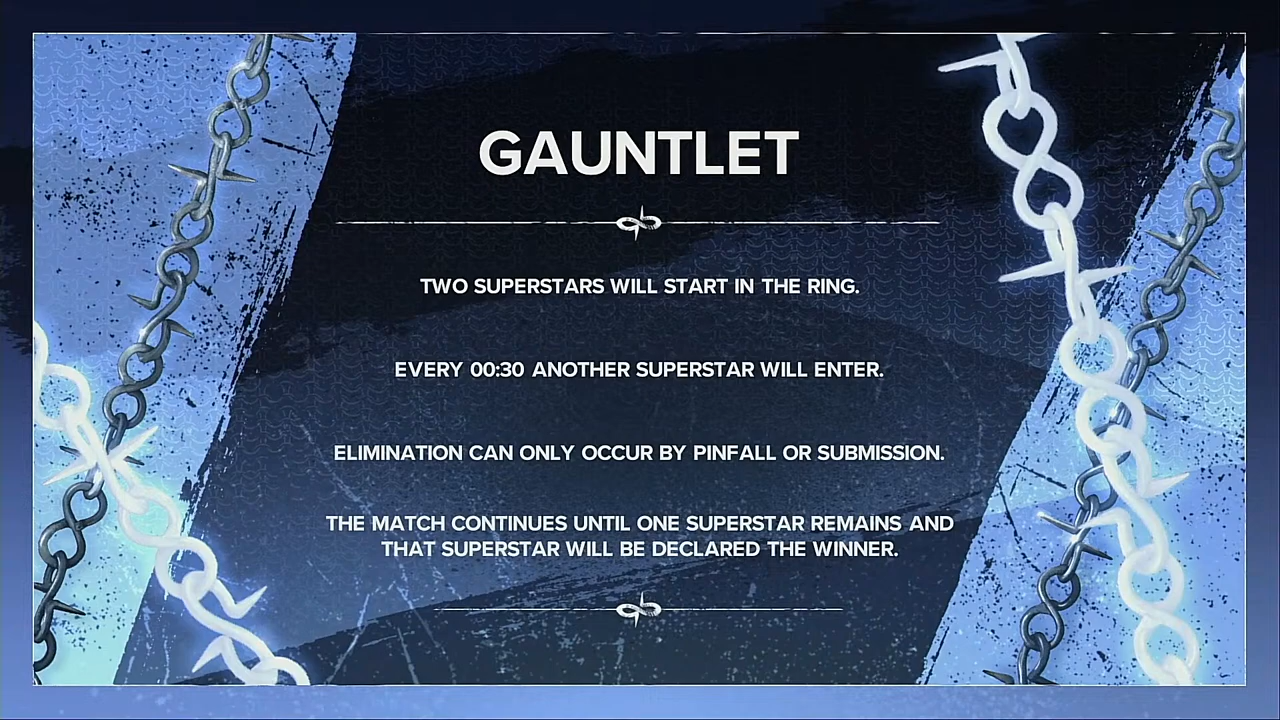 GAUNTLET
TWO SUPERSTARS WILL START IN THE RING.
EVERY 00:30 ANOTHER SUPERSTAR WILL ENTER.
ELIMINATION CAN ONLY OCCUR BY PINFALL OR SUBMISSION.
THE MATCH CONTINUES UNTIL ONE SUPERSTAR REMAINS AND
THAT SUPERSTAR WILL BE DECLARED THE WINNER.